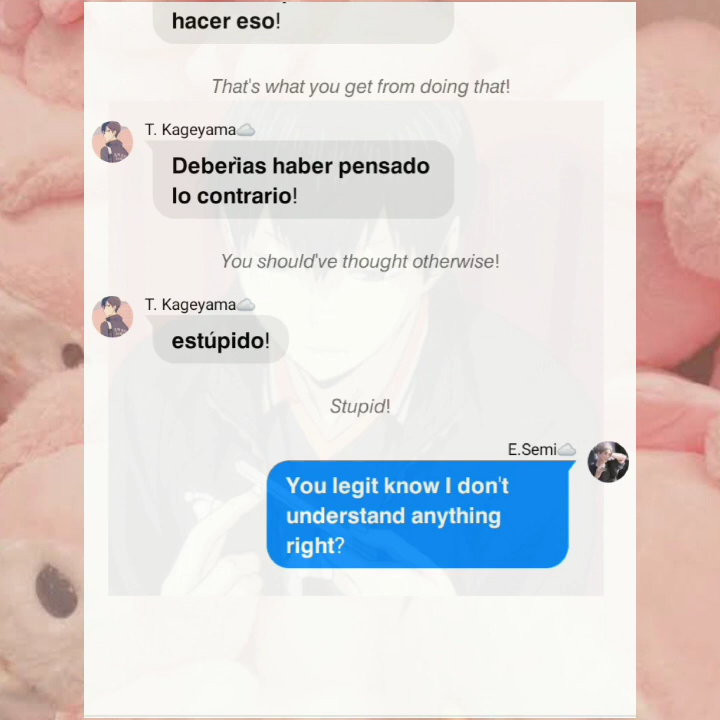 hacer eso!
That's what you get from doing that!
T. Kageyama☁️
Deberìas haber pensado
lo contrario!
You should've thought otherwise!
T. Kageyama☁️
estúpido!
Stupid!
E.Semi☁️
You legit know I don't
understand anything
right?